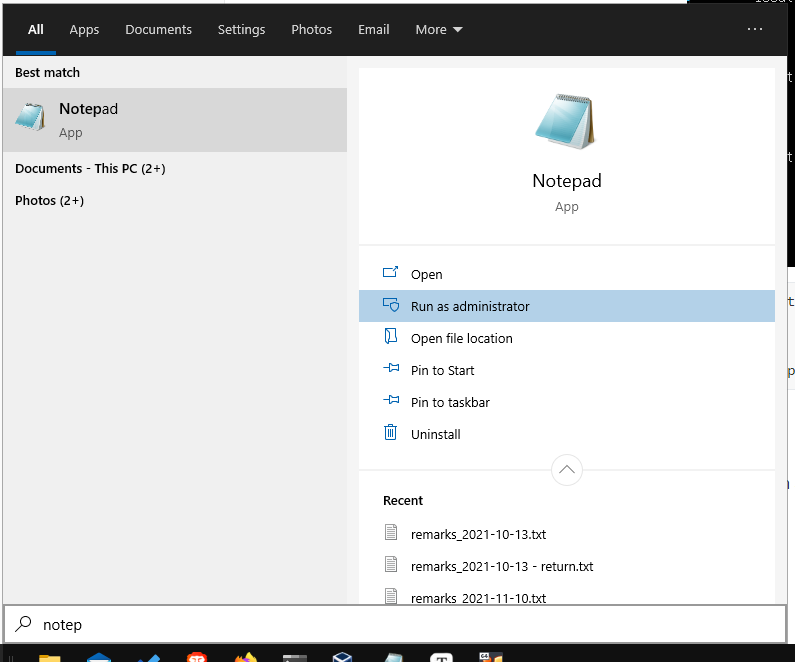 All Apps Documents Settings Photos Email More ...
Best match
Notepad
App
Documents - This PC (2+)
Photos (2+)
Notepad
App
Open
Run as administrator
Open file location
Pin to Start
Pin to taskbar
Uninstall
Recent
remarks_2021-10-13.txt
remarks_2021-10-13 - return.txt
remarks_2021-11-10.txt
notep